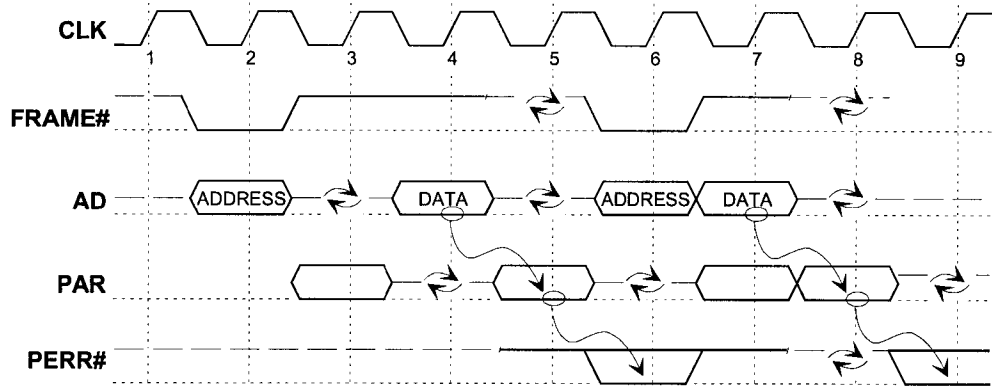 CLK
1 2 3 4 5 6 7 8 9
FRAME#
AD ADDRESS DATA ADDRESS DATA
PAR
PERR#